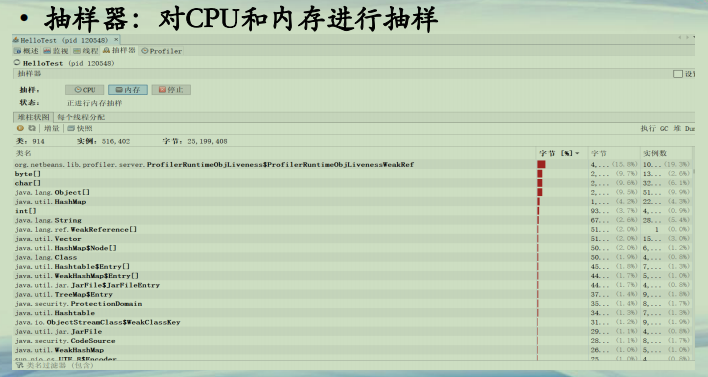 • 抽样器：对CPU和内存进行抽样
HelloTest (pid 120548) ×
概述 监视 线程 抽样器 Profiler
HelloTest (pid 120548)
抽样器
抽样： CPU 内存 停止
状态： 正进行内存抽样
堆柱状图 每个线程分配
增量 快照 执行 GC 堆 Dum
类：914 实例：516,402 字节：25,199,408
类名 字节 [%] 字节 实例数
org.netbeans.lib.profiler.server.ProfilerRuntimeObjLiveness$ProfilerRuntimeObjLivenessWeakRef 4,... (15.8%) 10... (19.3%)
byte[] 2,... (9.7%) 13... (2.6%)
char[] 2,... (9.6%) 32... (6.1%)
java.lang.Object[] 2,... (9.5%) 51... (9.9%)
java.util.HashMap 1,... (4.2%) 22... (4.3%)
int[] 93... (3.7%) 4,... (0.9%)
java.lang.String 67... (2.6%) 28... (5.4%)
java.lang.ref.WeakReference[] 51... (2.0%) 1 (0.0%)
java.util.Vector 51... (2.0%) 15... (3.0%)
java.util.HashMap$Node[] 50... (2.0%) 6,... (1.2%)
java.lang.Class 50... (1.9%) 4,... (0.8%)
java.util.Hashtable$Entry[] 45... (1.8%) 7,... (1.3%)
java.util.WeakHashMap$Entry[] 44... (1.7%) 5,... (1.0%)
java.util.jar.JarFile$JarFileEntry 44... (1.7%) 4,... (0.8%)
java.util.TreeMap$Entry 37... (1.4%) 9,... (1.8%)
java.security.ProtectionDomain 35... (1.4%) 8,... (1.7%)
java.util.Hashtable 34... (1.3%) 7,... (1.3%)
java.io.ObjectStreamClass$WeakClassKey 31... (1.2%) 9,... (1.9%)
java.util.jar.JarFile 29... (1.1%) 4,... (0.8%)
java.security.CodeSource 28... (1.1%) 8,... (1.7%)
java.util.WeakHashMap 26... (1.0%) 5,... (1.0%)
类名过滤器 (包含)